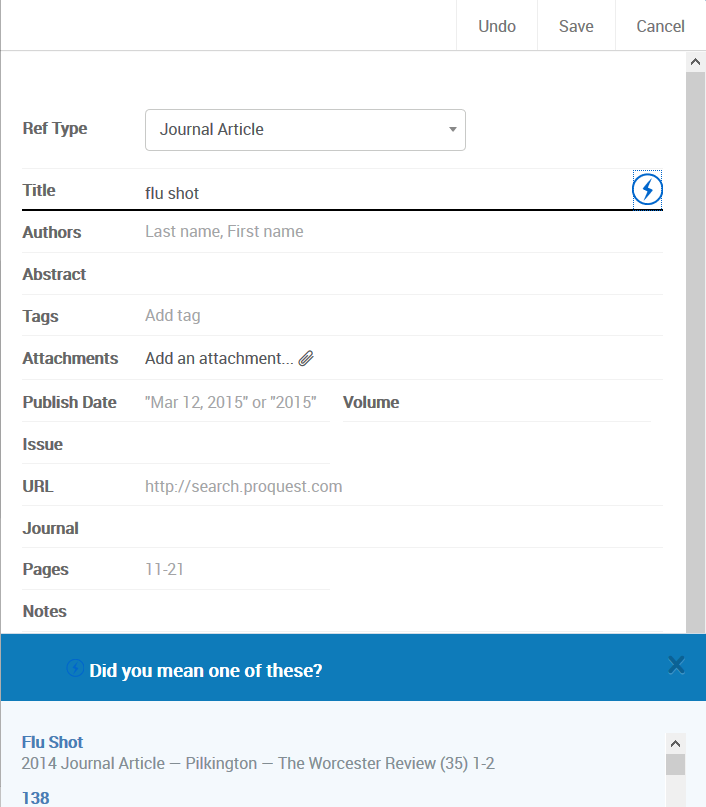 Undo Save Cancel
Ref Type Journal Article
Title flu shot
Authors Last name, First name
Abstract
Tags Add tag
Attachments Add an attachment...
Publish Date "Mar 12, 2015" or "2015" Volume
Issue
URL http://search.proquest.com
Journal
Pages 11-21
Notes
Did you mean one of these?
Flu Shot
2014 Journal Article — Pilkington — The Worcester Review (35) 1-2
138